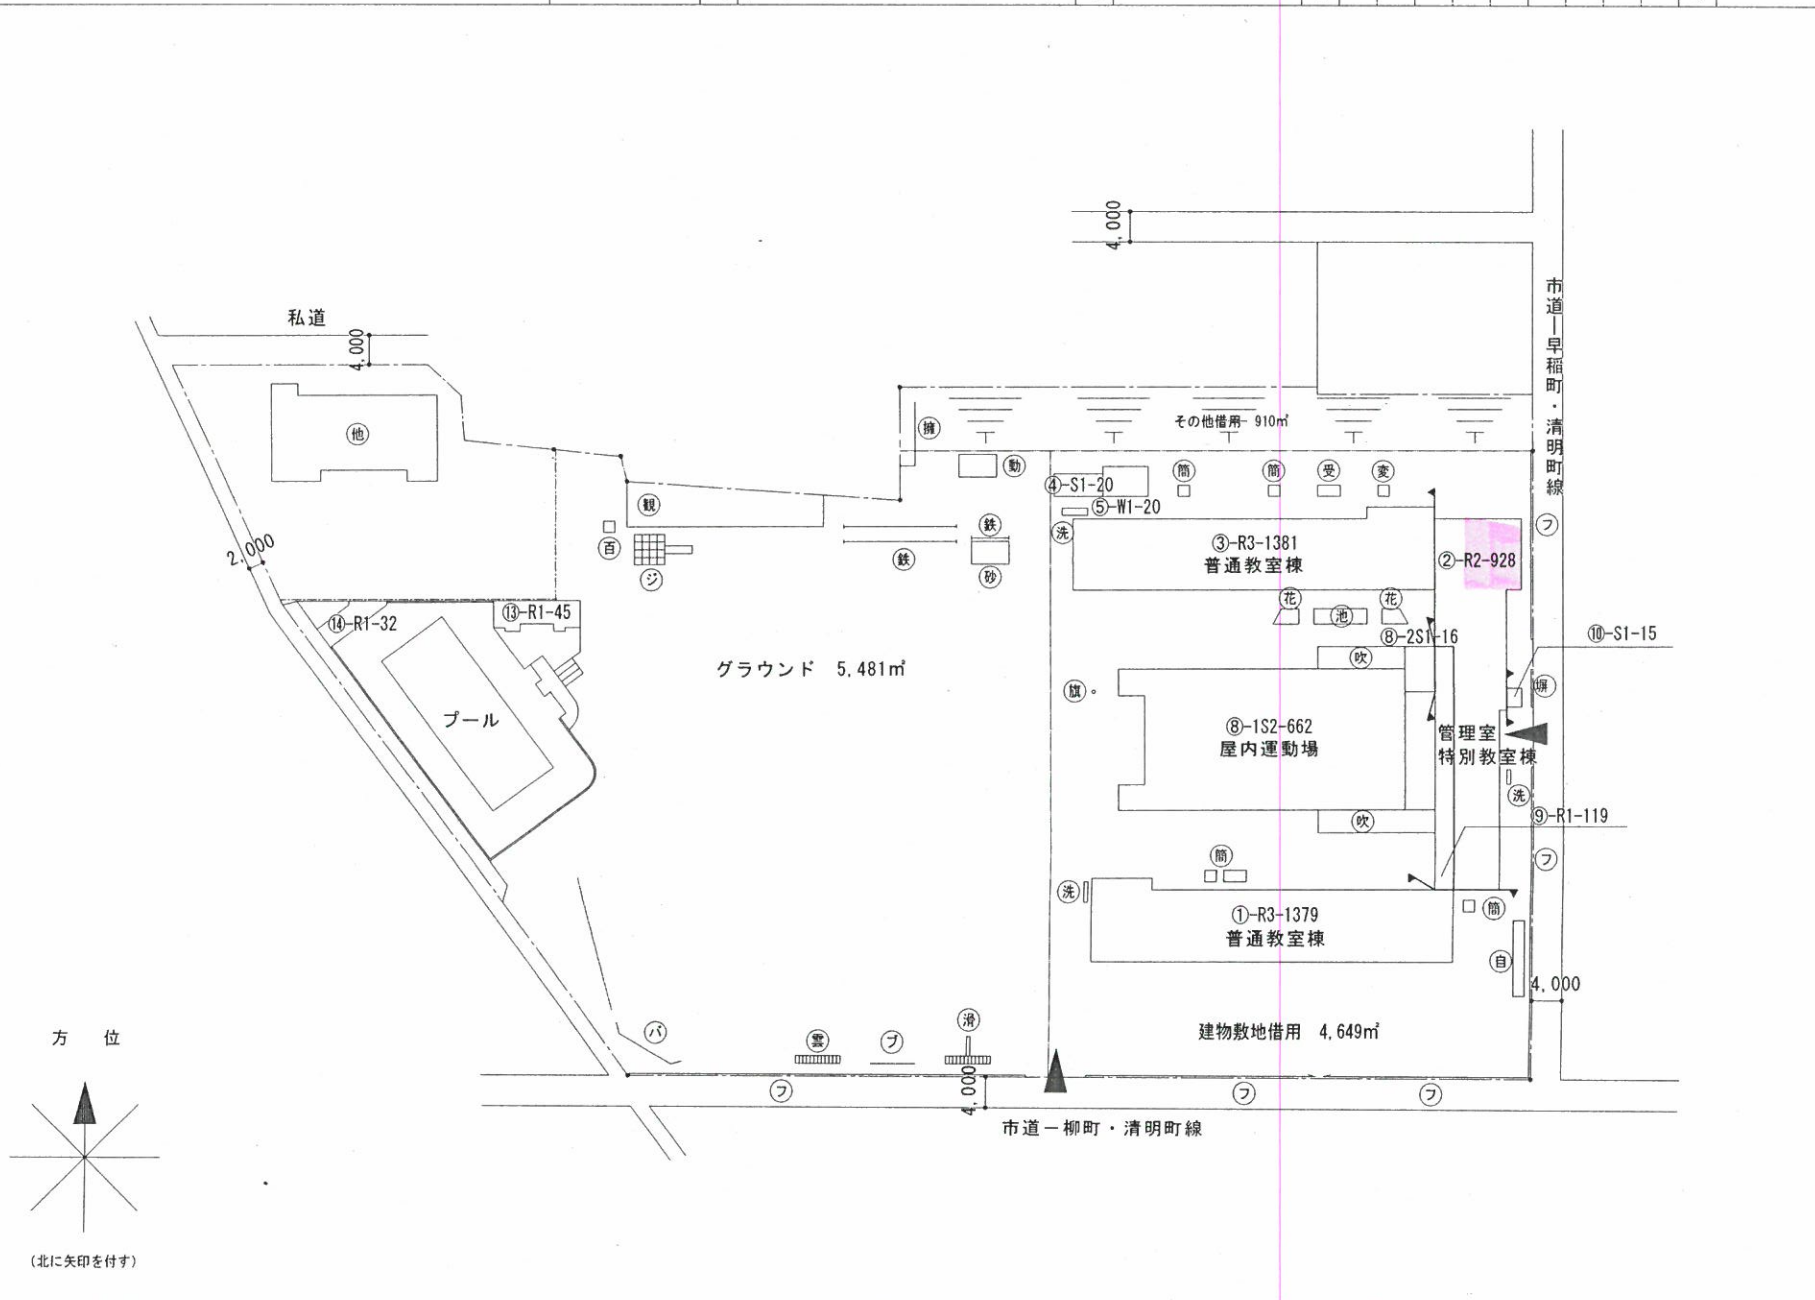 4,000
私道
4,000
市道―早稲町・清明町線
その他借用 910㎡
他
擁
動
簡
簡
受
変
④-S1-20
⑤-W1-20
観
百
ジ
鉄
鉄
砂
洗
③-R3-1381
普通教室棟
②-R2-928
フ
2,000
⑭-R1-32
⑬-R1-45
花
池
花
⑧-2S1-16
⑩-S1-15
グラウンド 5,481㎡
吹
旗
塀
プール
⑧-1S2-662
屋内運動場
管理室
特別教室棟
洗
吹
⑨-R1-119
フ
簡
洗
①-R3-1379
普通教室棟
簡
自
4,000
方 位
バ
雲
ブ
滑
建物敷地借用 4,649㎡
4,000
フ
フ
フ
市道―柳町・清明町線
(北に矢印を付す)